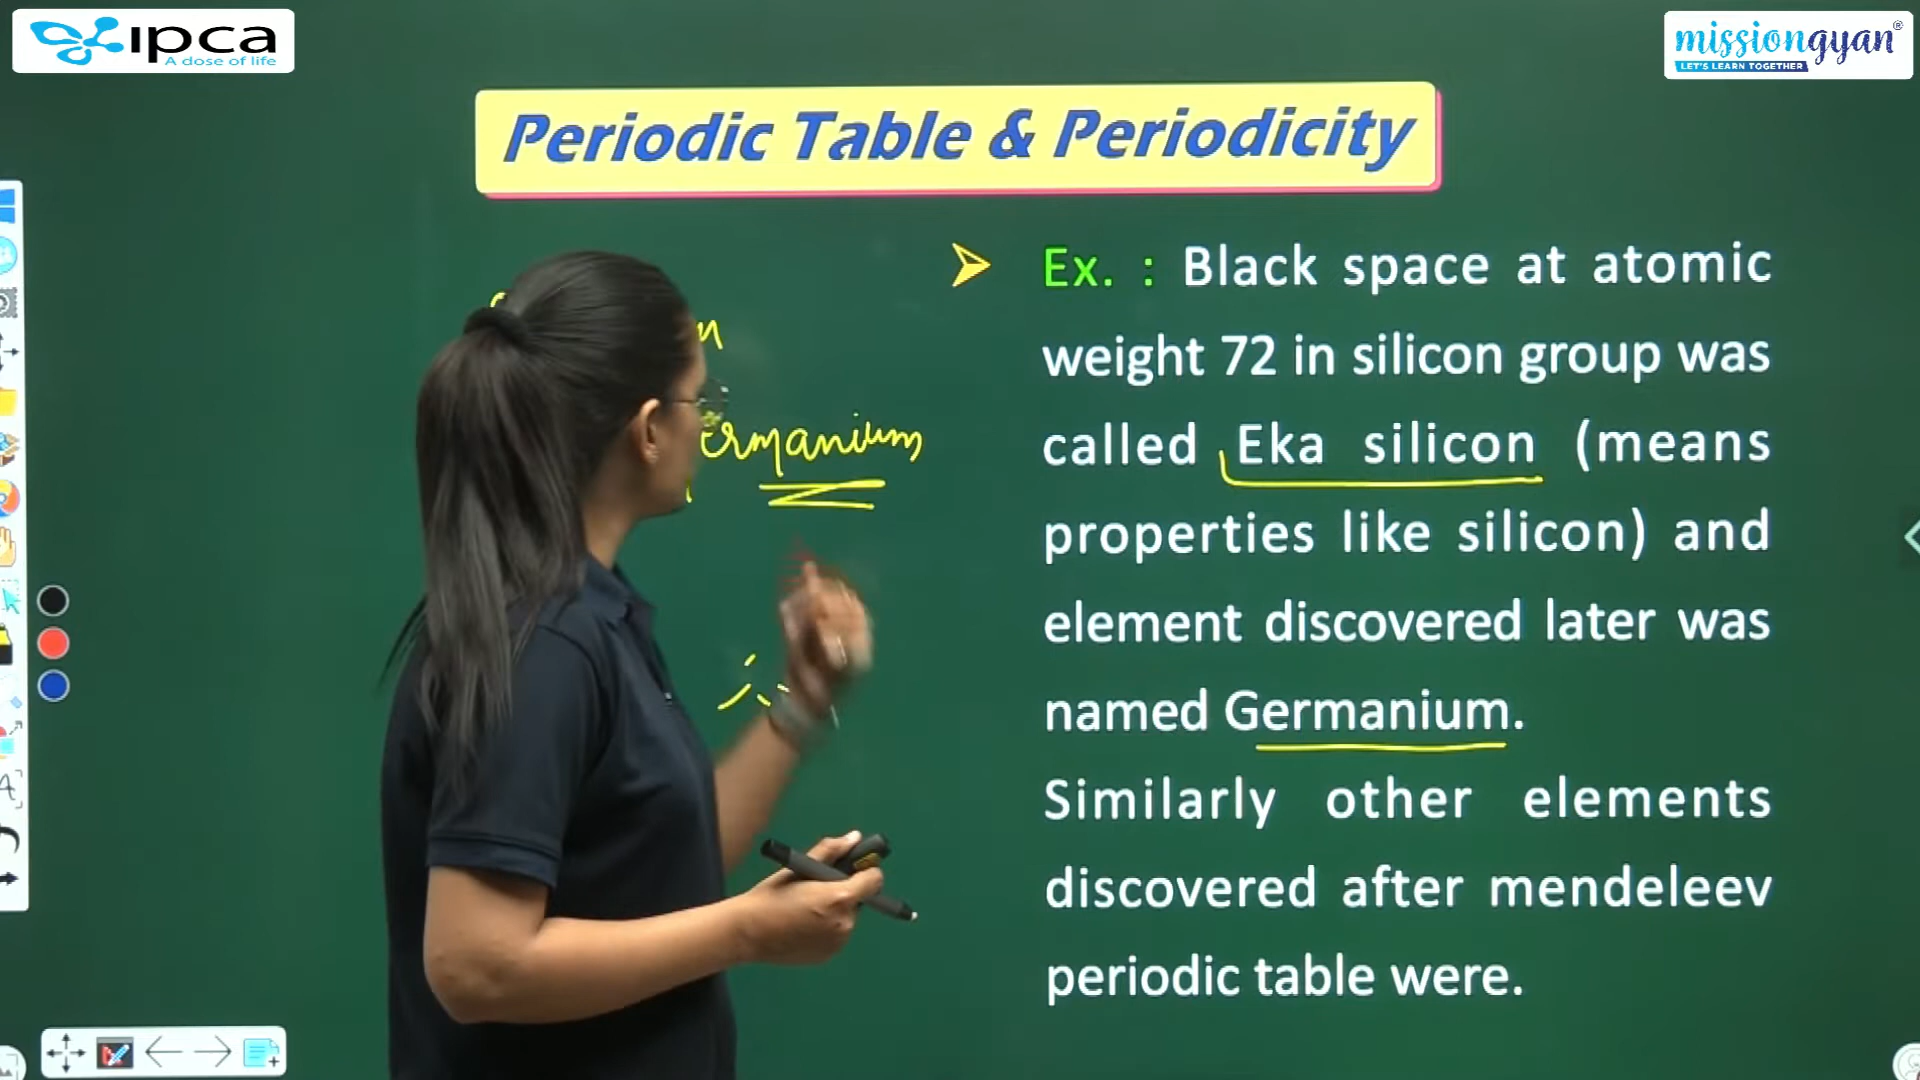 ipca
A dose of life
missiongyan®
LET'S LEARN TOGETHER
Periodic Table & Periodicity
Ex. : Black space at atomic
weight 72 in silicon group was
called Eka silicon (means
properties like silicon) and
element discovered later was
named Germanium.
Similarly other elements
discovered after mendeleev
periodic table were.
ermanium